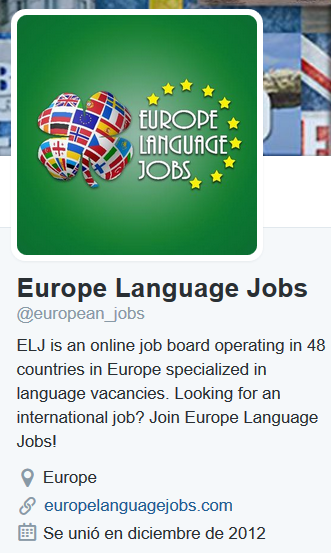 EUROPE
LANGUAGE
JOBS
Europe Language Jobs
@european_jobs
ELJ is an online job board operating in 48
countries in Europe specialized in
language vacancies. Looking for an
international job? Join Europe Language
Jobs!
Europe
europelanguagejobs.com
Se unió en diciembre de 2012